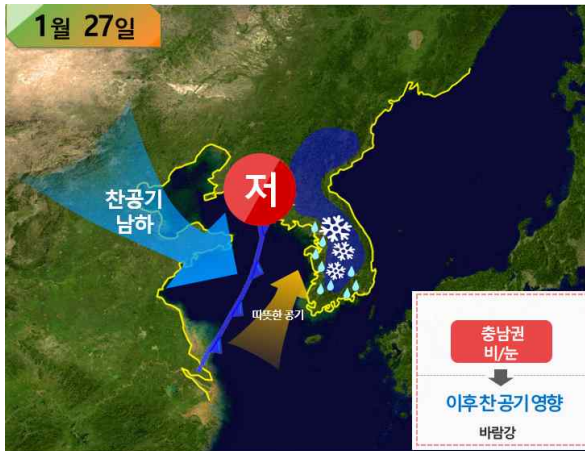 1월 27일
찬공기
남하
저
따뜻한 공기
충남권
비/눈
이후 찬 공기 영향
바람강